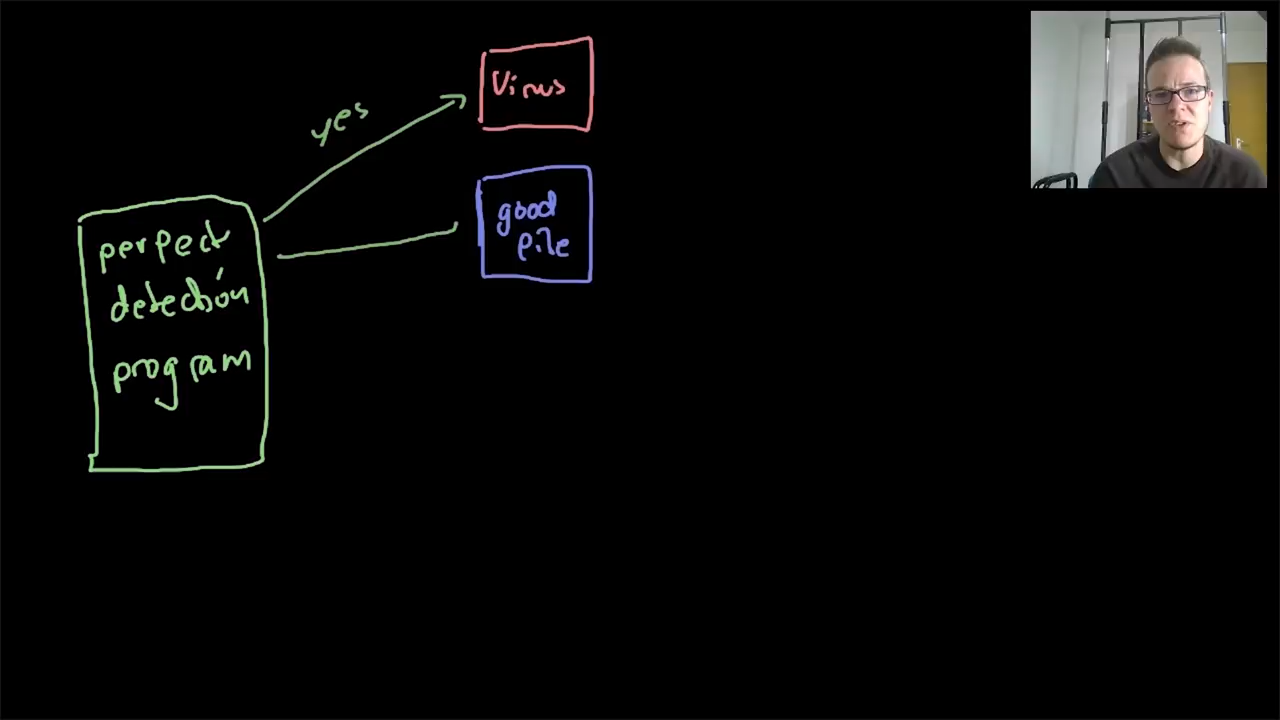 yes
Virus
good
file
perfect
detection
program